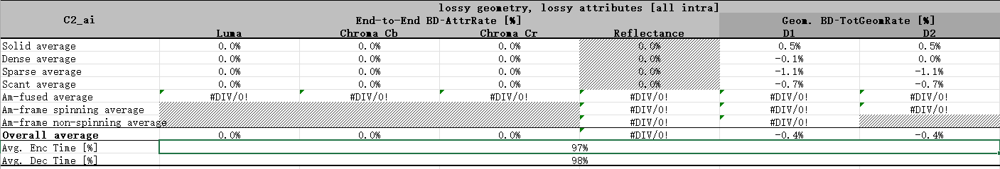 lossy geometry, lossy attributes [all intra]
C2_ai End-to-End BD-AttrRate [%] Geom. BD-TotGeomRate [%]
Luma Chroma Cb Chroma Cr Reflectance D1 D2
Solid average 0.0% 0.0% 0.0% 0.0% 0.5% 0.5%
Dense average 0.0% 0.0% 0.0% 0.0% -0.1% 0.0%
Sparse average 0.0% 0.0% 0.0% 0.0% -1.1% -1.1%
Scant average 0.0% 0.0% 0.0% 0.0% -0.7% -0.7%
Am-fused average #DIV/0! #DIV/0! #DIV/0! #DIV/0! #DIV/0! #DIV/0!
Am-frame spinning average #DIV/0! #DIV/0! #DIV/0!
Am-frame non-spinning average #DIV/0! #DIV/0!
Overall average 0.0% 0.0% 0.0% #DIV/0! -0.4% -0.4%
Avg. Enc Time [%] 97%
Avg. Dec Time [%] 98%